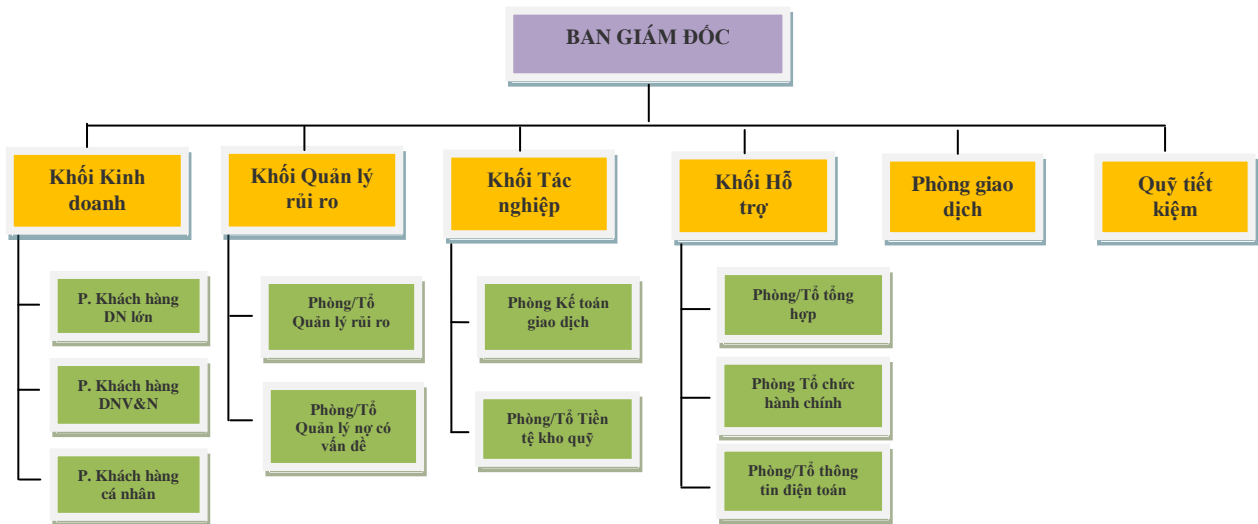 BAN GIÁM ĐỐC
Khối Kinh
doanh
Khối Quản lý
rủi ro
Khối Tác
nghiệp
Khối Hỗ
trợ
Phòng giao
dịch
Quỹ tiết
kiệm
P. Khách hàng
DN lớn
P. Khách hàng
DNV&N
P. Khách hàng
cá nhân
Phòng/Tổ
Quản lý rũi ro
Phòng/Tổ
Quản lý nợ có
vấn đề
Phòng Kế toán
giao dịch
Phòng/Tổ Tiền
tệ kho quỹ
Phòng/Tổ tổng
hợp
Phòng Tổ chức
hành chính
Phòng/Tổ thông
tin điện toán